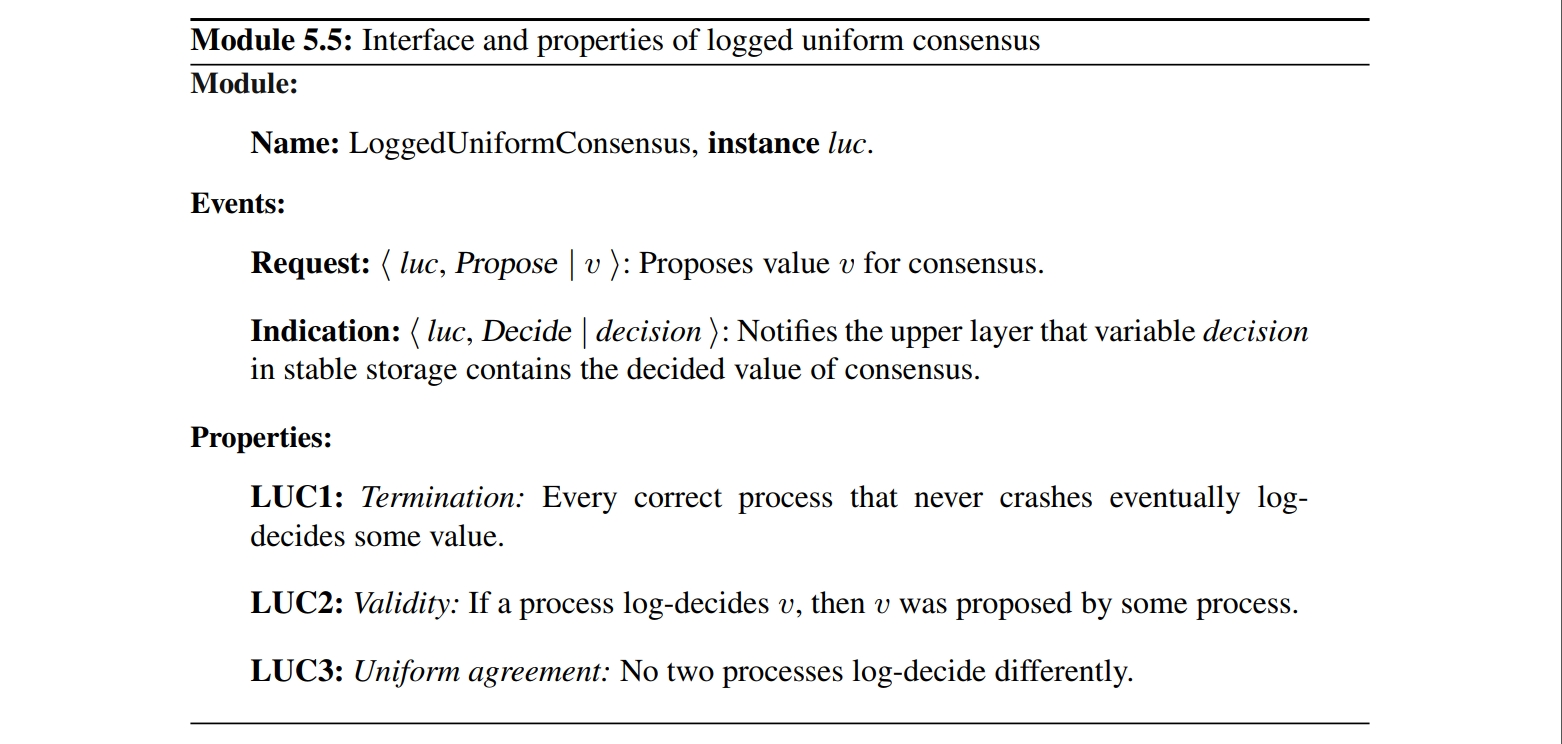 Module 5.5: Interface and properties of logged uniform consensus
Module:
Name: LoggedUniformConsensus, instance luc.
Events:
Request: ⟨ luc, Propose | v ⟩: Proposes value v for consensus.
Indication: ⟨ luc, Decide | decision ⟩: Notifies the upper layer that variable decision
in stable storage contains the decided value of consensus.
Properties:
LUC1: Termination: Every correct process that never crashes eventually log-
decides some value.
LUC2: Validity: If a process log-decides v, then v was proposed by some process.
LUC3: Uniform agreement: No two processes log-decide differently.